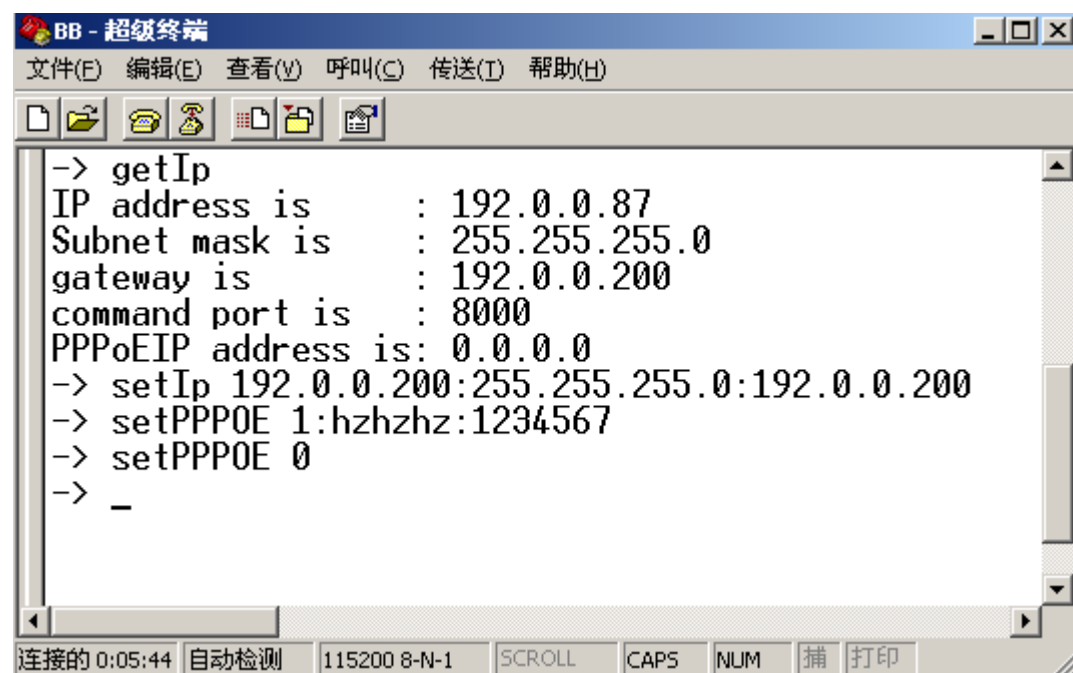 BB - 超级终端
文件(F) 编辑(E) 查看(V) 呼叫(C) 传送(T) 帮助(H)
-> getIp
IP address is : 192.0.0.87
Subnet mask is : 255.255.255.0
gateway is : 192.0.0.200
command port is : 8000
PPPoEIP address is: 0.0.0.0
-> setIp 192.0.0.200:255.255.255.0:192.0.0.200
-> setPPPOE 1:hzhzhz:1234567
-> setPPPOE 0
-> _
连接的 0:05:44 自动检测 115200 8-N-1 SCROLL CAPS NUM 捕 打印